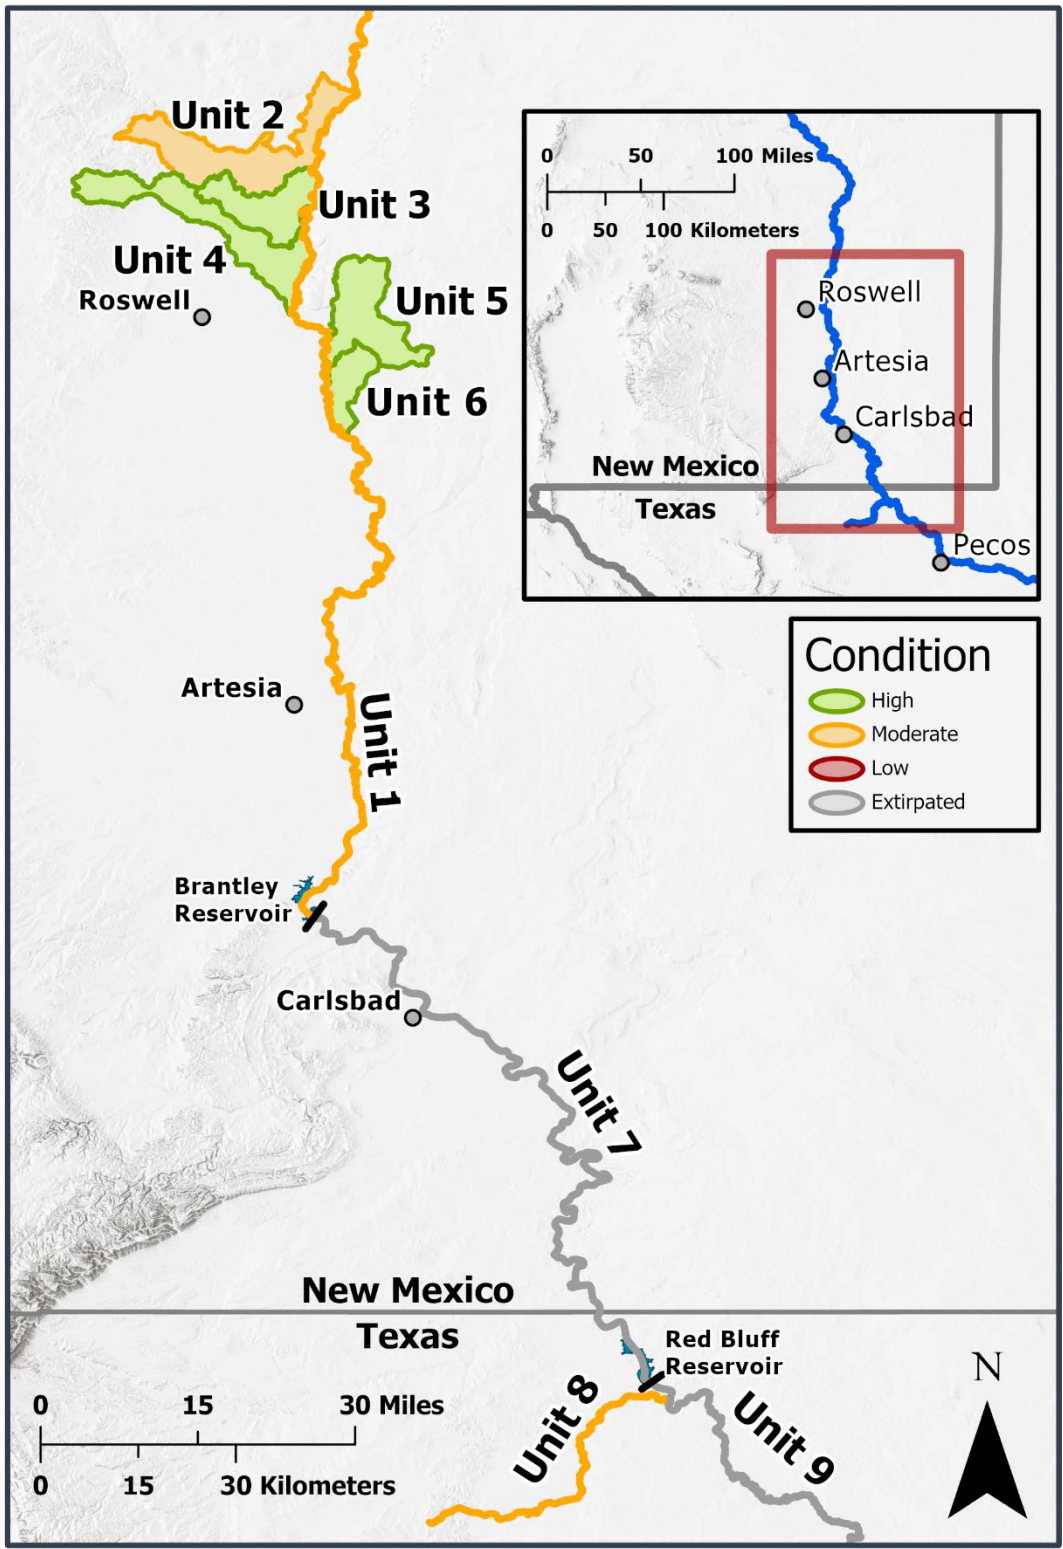 Unit 2
Unit 3
Unit 4
Roswell
Unit 5
Unit 6
Artesia
Unit 1
Brantley
Reservoir
Carlsbad
Unit 7
New Mexico
Texas
Red Bluff
Reservoir
Unit 8
Unit 9
0 15 30 Miles
0 15 30 Kilometers
N
0 50 100 Miles
0 50 100 Kilometers
Roswell
Artesia
Carlsbad
New Mexico
Texas
Pecos
Condition
High
Moderate
Low
Extirpated